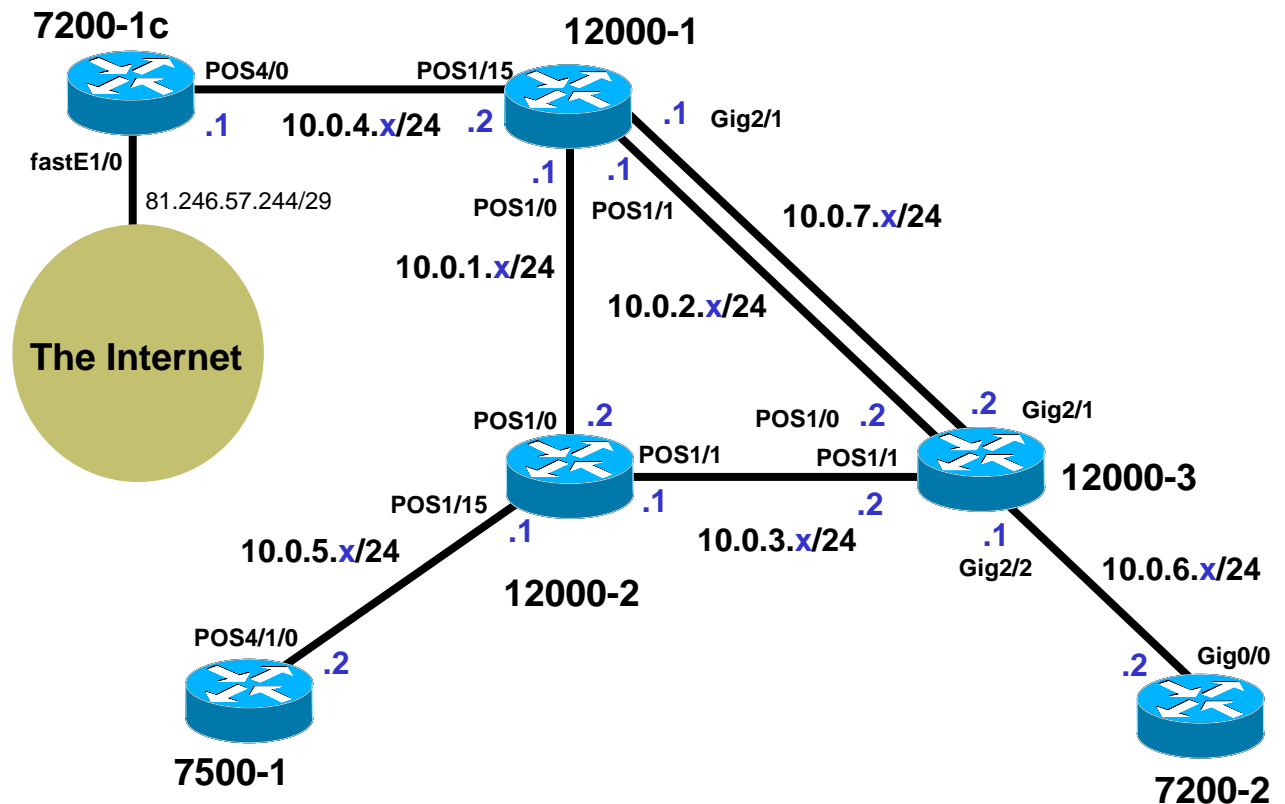 7200-1c
12000-1
POS4/0
POS1/15
.1
10.0.4.x/24
.2
.1
Gig2/1
fastE1/0
81.246.57.244/29
.1
.1
POS1/0
POS1/1
10.0.7.x/24
10.0.1.x/24
10.0.2.x/24
The Internet
POS1/0
.2
POS1/0
.2
.2
Gig2/1
POS1/1
POS1/1
12000-3
POS1/15
.1
.1
.2
10.0.3.x/24
.1
10.0.5.x/24
Gig2/2
10.0.6.x/24
12000-2
POS4/1/0
.2
.2
Gig0/0
7500-1
7200-2